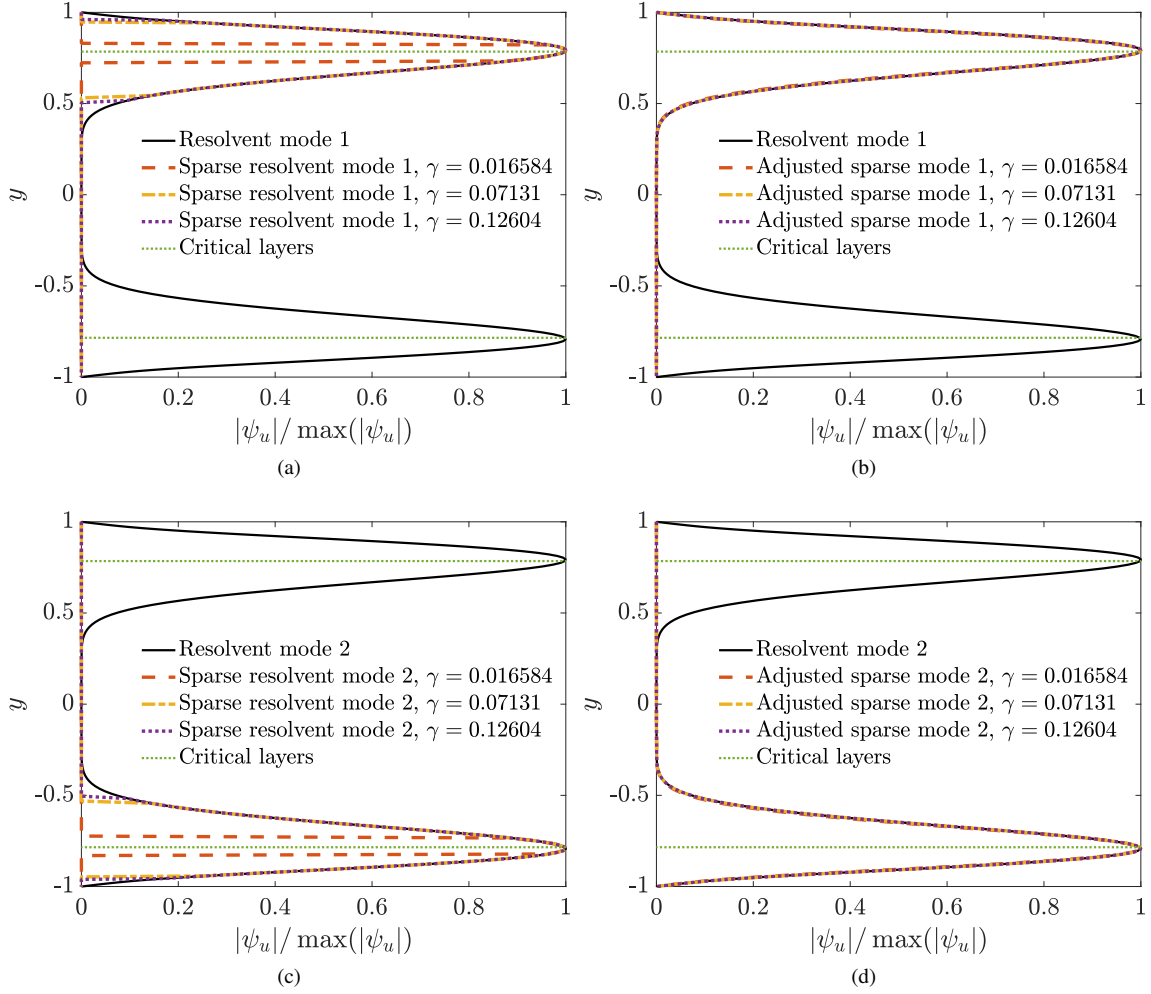 1
0.5
0
-0.5
-1
y
Resolvent mode 1
Sparse resolvent mode 1, γ = 0.016584
Sparse resolvent mode 1, γ = 0.07131
Sparse resolvent mode 1, γ = 0.12604
Critical layers
0 0.2 0.4 0.6 0.8 1
|ψ_u|/ max(|ψ_u|)
(a)
1
0.5
0
-0.5
-1
y
Resolvent mode 1
Adjusted sparse mode 1, γ = 0.016584
Adjusted sparse mode 1, γ = 0.07131
Adjusted sparse mode 1, γ = 0.12604
Critical layers
0 0.2 0.4 0.6 0.8 1
|ψ_u|/ max(|ψ_u|)
(b)
1
0.5
0
-0.5
-1
y
Resolvent mode 2
Sparse resolvent mode 2, γ = 0.016584
Sparse resolvent mode 2, γ = 0.07131
Sparse resolvent mode 2, γ = 0.12604
Critical layers
0 0.2 0.4 0.6 0.8 1
|ψ_u|/ max(|ψ_u|)
(c)
1
0.5
0
-0.5
-1
y
Resolvent mode 2
Adjusted sparse mode 2, γ = 0.016584
Adjusted sparse mode 2, γ = 0.07131
Adjusted sparse mode 2, γ = 0.12604
Critical layers
0 0.2 0.4 0.6 0.8 1
|ψ_u|/ max(|ψ_u|)
(d)